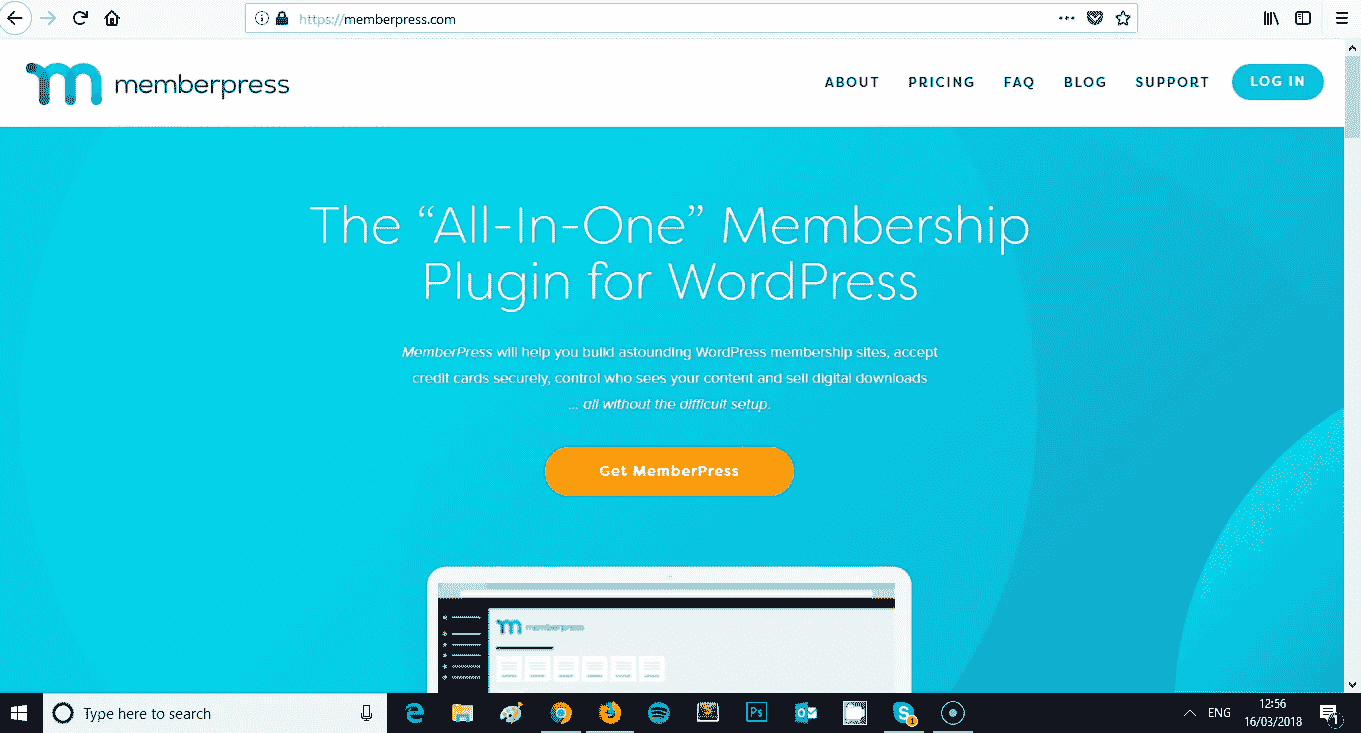 https://memberpress.com
memberpress
ABOUT
PRICING
FAQ
BLOG
SUPPORT
LOG IN
The “All-In-One” Membership
Plugin for WordPress
MemberPress will help you build astounding WordPress membership sites, accept
credit cards securely, control who sees your content and sell digital downloads
... all without the difficult setup.
Get MemberPress
memberpress
Type here to search
Ps
1
ENG
12:56
16/03/2018
1